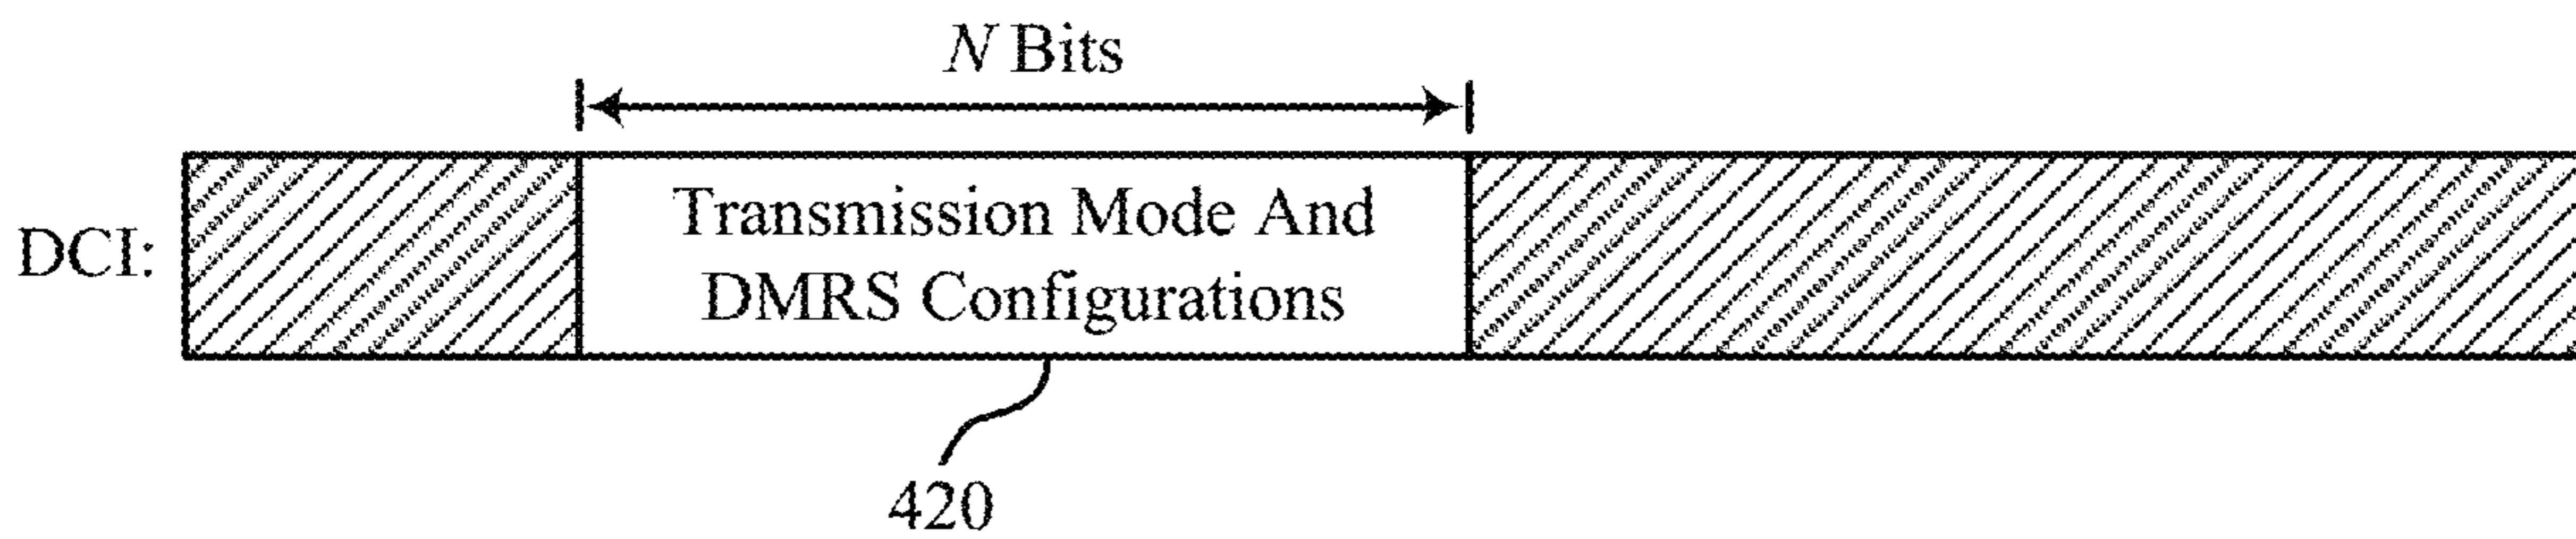 N Bits
DCI:
Transmission Mode And
DMRS Configurations
420